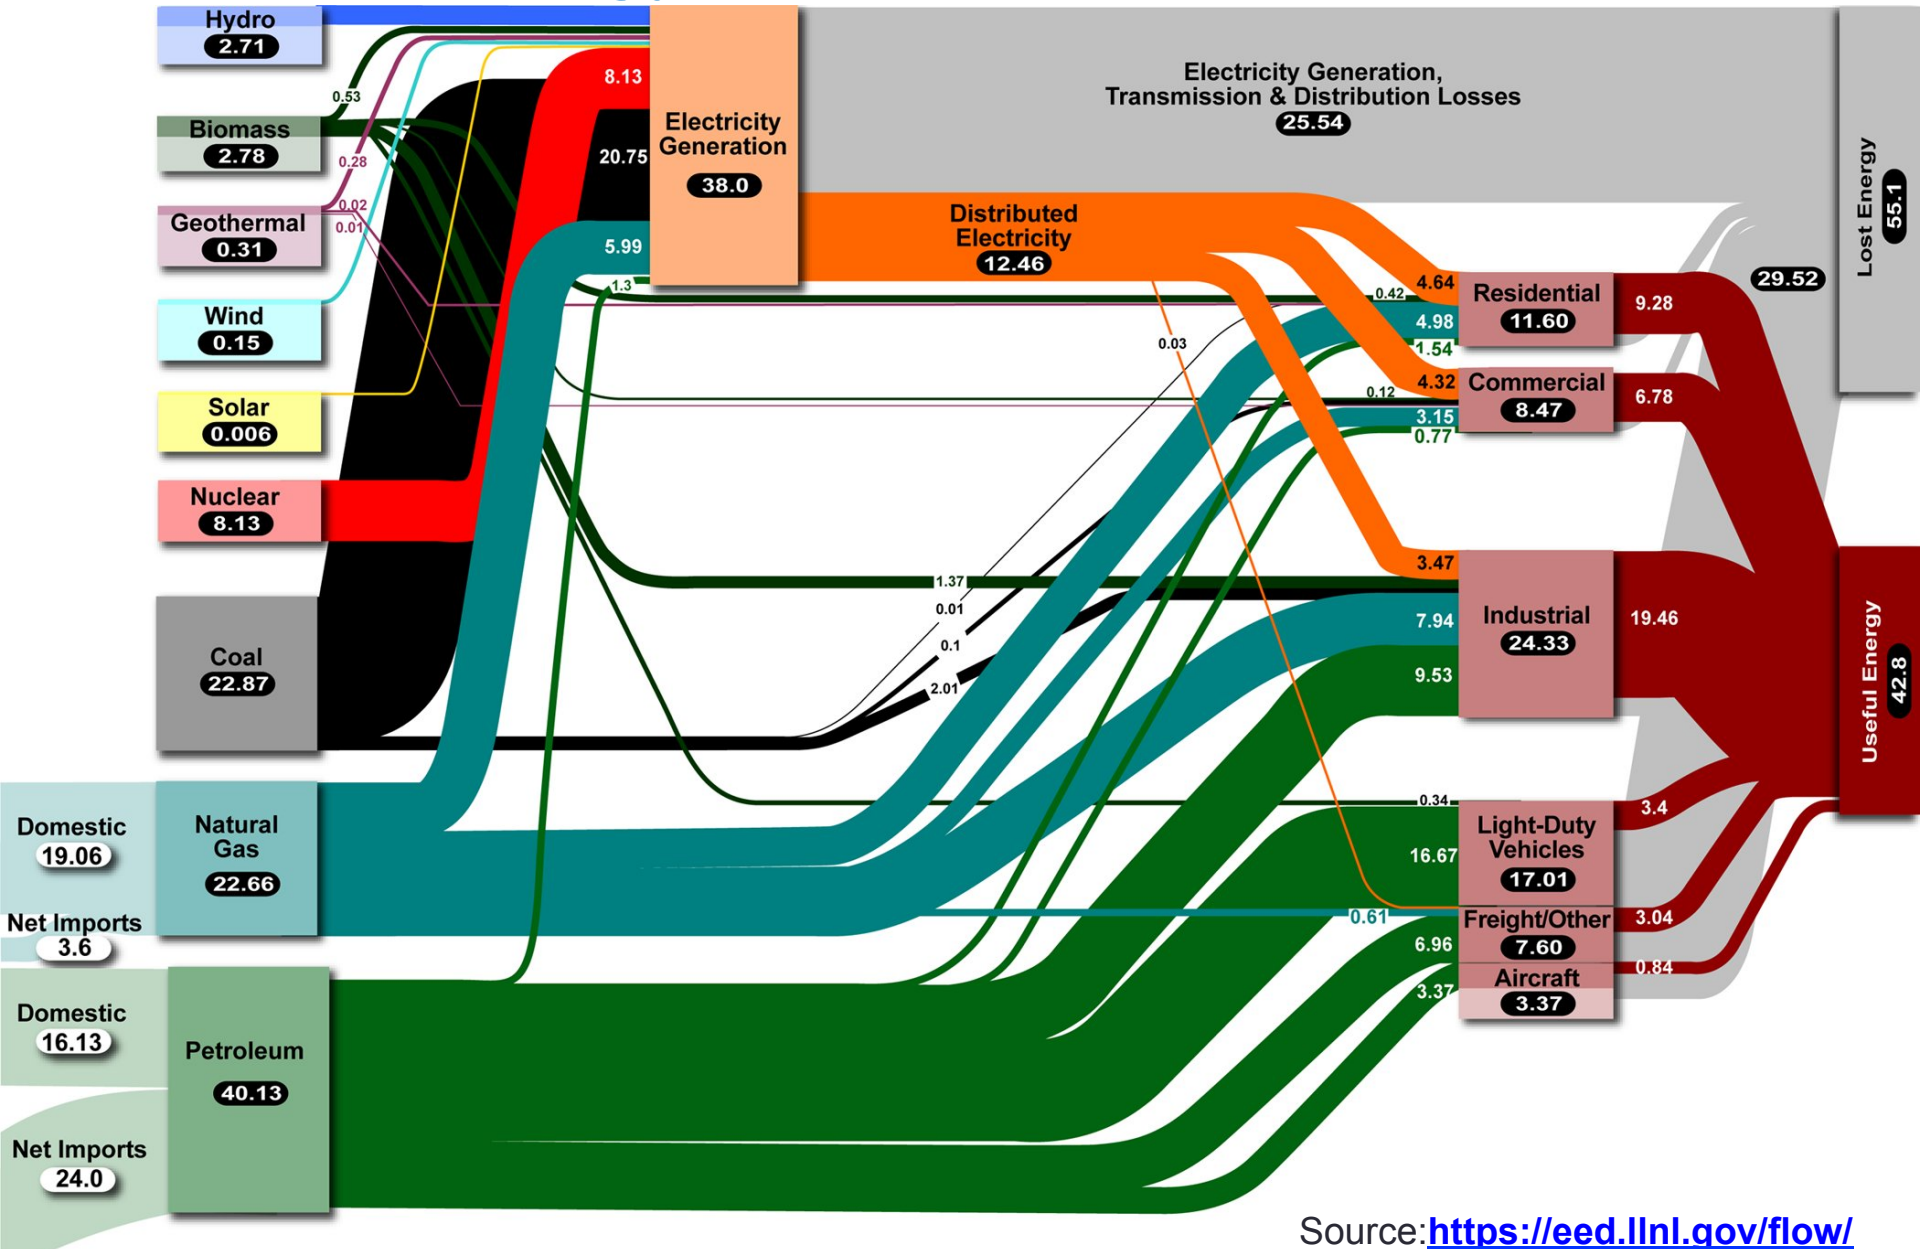 Hydro
2.71
Biomass
2.78
Geothermal
0.31
Wind
0.15
Solar
0.006
Nuclear
8.13
Coal
22.87
Domestic
19.06
Net Imports
3.6
Natural
Gas
22.66
Domestic
16.13
Net Imports
24.0
Petroleum
40.13
0.53
0.28
0.02
0.01
8.13
20.75
5.99
1.3
Electricity
Generation
38.0
Electricity Generation,
Transmission & Distribution Losses
25.54
Distributed
Electricity
12.46
0.03
1.37
0.01
0.1
2.01
4.64
0.42
4.98
1.54
4.32
0.12
3.15
0.77
3.47
7.94
9.53
0.34
16.67
0.61
6.96
3.37
Residential
11.60
Commercial
8.47
Industrial
24.33
Light-Duty
Vehicles
17.01
Freight/Other
7.60
Aircraft
3.37
9.28
6.78
19.46
3.4
3.04
0.84
29.52
Lost Energy
55.1
Useful Energy
42.8
Source:https://eed.llnl.gov/flow/